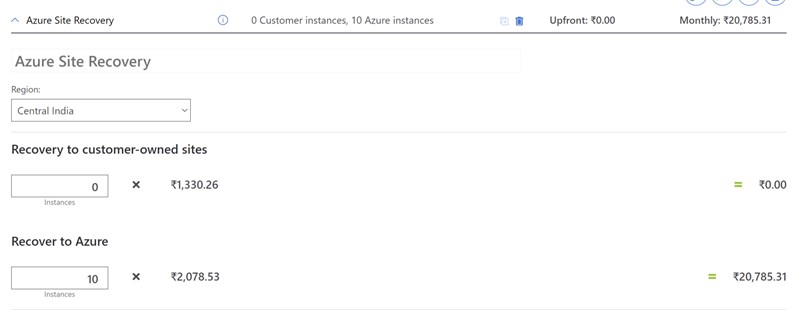 Azure Site Recovery 0 Customer instances, 10 Azure instances Upfront: ₹0.00 Monthly: ₹20,785.31
Azure Site Recovery
Region:
Central India
Recovery to customer-owned sites
0 × ₹1,330.26 = ₹0.00
Instances
Recover to Azure
10 × ₹2,078.53 = ₹20,785.31
Instances